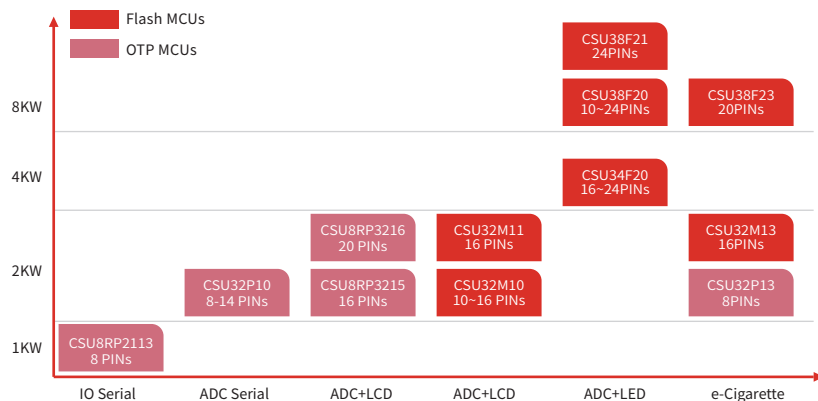 Flash MCUs
OTP MCUs
CSU38F21
24PINs
8KW
CSU38F20
10~24PINs
CSU38F23
20PINs
4KW
CSU34F20
16~24PINs
CSU8RP3216
20 PINs
CSU32M11
16 PINs
CSU32M13
16PINs
2KW
CSU32P10
8-14 PINs
CSU8RP3215
16 PINs
CSU32M10
10~16 PINs
CSU32P13
8PINs
1KW
CSU8RP2113
8 PINs
IO Serial
ADC Serial
ADC+LCD
ADC+LCD
ADC+LED
e-Cigarette